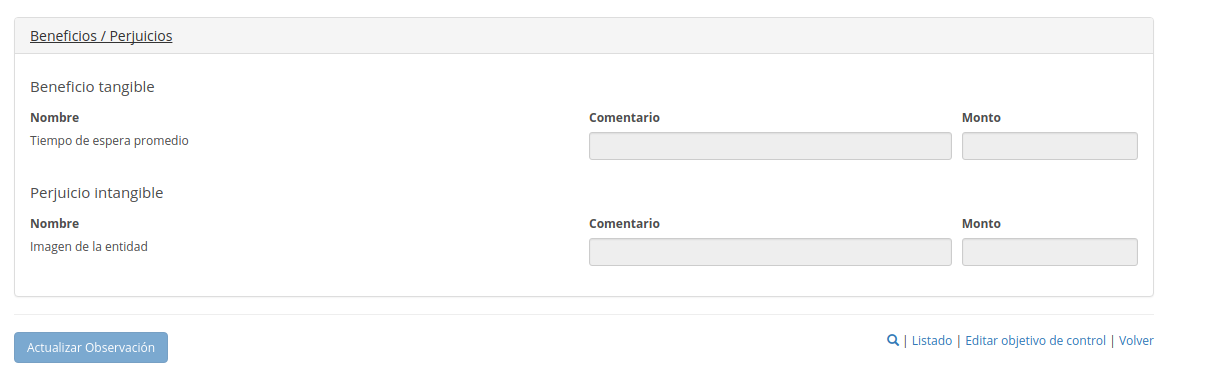 Beneficios / Perjuicios
Beneficio tangible
Nombre Comentario Monto
Tiempo de espera promedio
Perjuicio intangible
Nombre Comentario Monto
Imagen de la entidad
Actualizar Observación | Listado | Editar objetivo de control | Volver